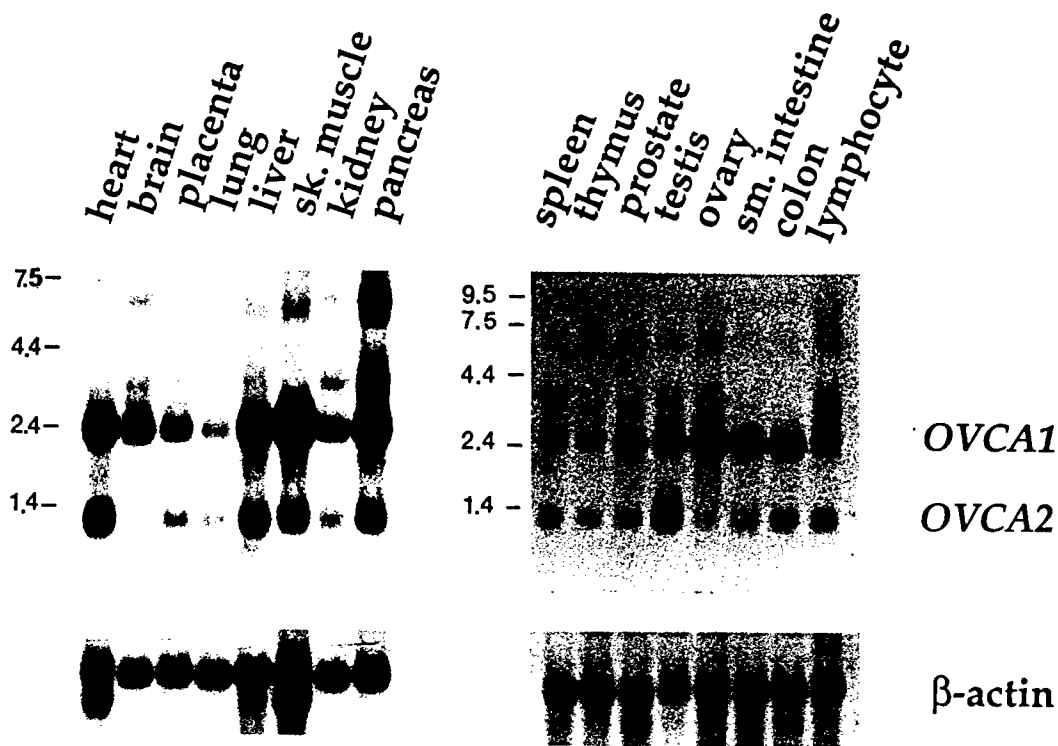 heart
brain
placenta
lung
liver
sk. muscle
kidney
pancreas
spleen
thymus
prostate
testis
ovary
sm. intestine
colon
lymphocyte
7.5 –
4.4 –
2.4 –
1.4 –
9.5 –
7.5 –
4.4 –
2.4 –
1.4 –
OVCA1
OVCA2
β-actin